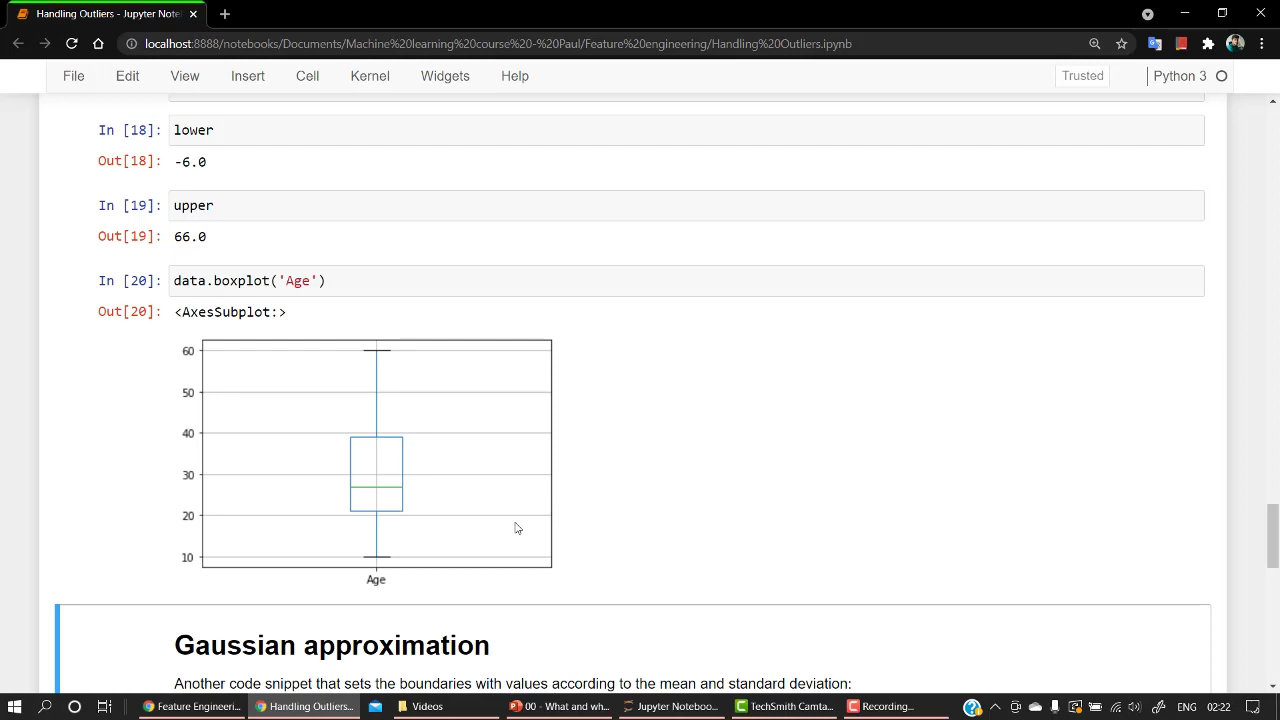 Handling Outliers - Jupyter Note
localhost:8888/notebooks/Documents/Machine%20learning%20course%20-%20Paul/Feature%20engineering/Handling%20Outliers.ipynb
File Edit View Insert Cell Kernel Widgets Help Trusted Python 3
In [18]: lower
Out[18]: -6.0
In [19]: upper
Out[19]: 66.0
In [20]: data.boxplot('Age')
Out[20]: <AxesSubplot:>
60
50
40
30
20
10
Age
Gaussian approximation
Another code snippet that sets the boundaries with values according to the mean and standard deviation:
Feature Engineeri... Handling Outliers... Videos 00 - What and wh... Jupyter Noteboo... TechSmith Camta... Recording... ENG 02:22